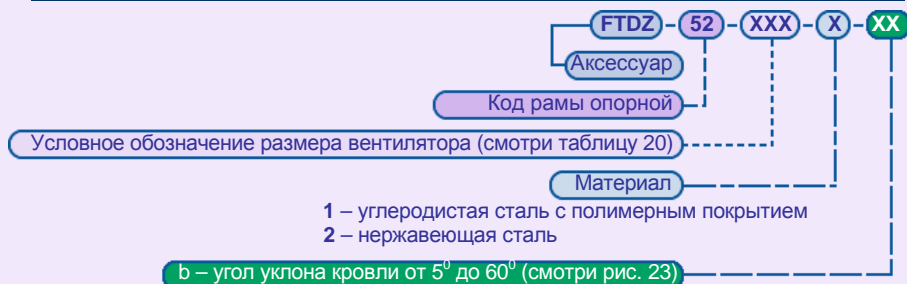 FTDZ - 52 - XXX - X - XX
Аксессуар
Код рамы опорной
Условное обозначение размера вентилятора (смотри таблицу 20)
Материал
1 – углеродистая сталь с полимерным покрытием
2 – нержавеющая сталь
b – угол уклона кровли от 5⁰ до 60⁰ (смотри рис. 23)